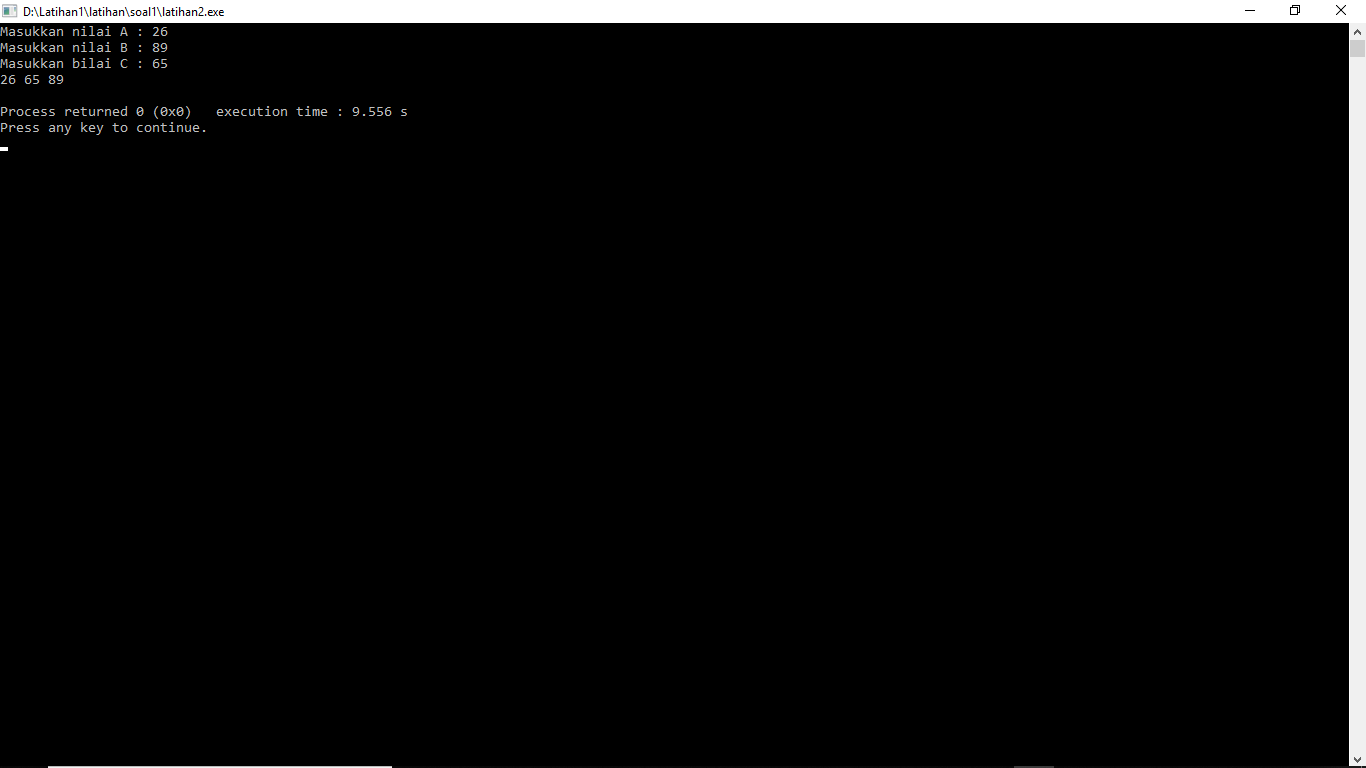 D:\Latihan1\latihan\soal1\latihan2.exe
Masukkan nilai A : 26
Masukkan nilai B : 89
Masukkan bilai C : 65
26 65 89
Process returned 0 (0x0)   execution time : 9.556 s
Press any key to continue.